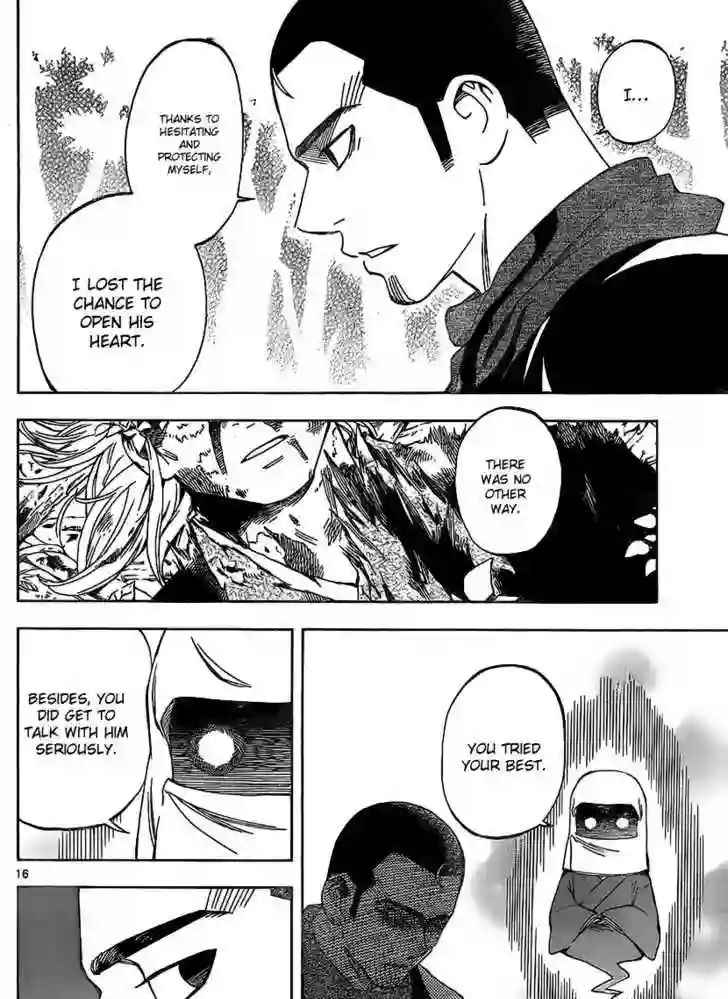 I...
THANKS TO
HESITATING
AND
PROTECTING
MYSELF,
I LOST THE
CHANCE TO
OPEN HIS
HEART.
THERE
WAS NO
OTHER
WAY.
YOU TRIED
YOUR BEST.
BESIDES, YOU
DID GET TO
TALK WITH HIM
SERIOUSLY.
16